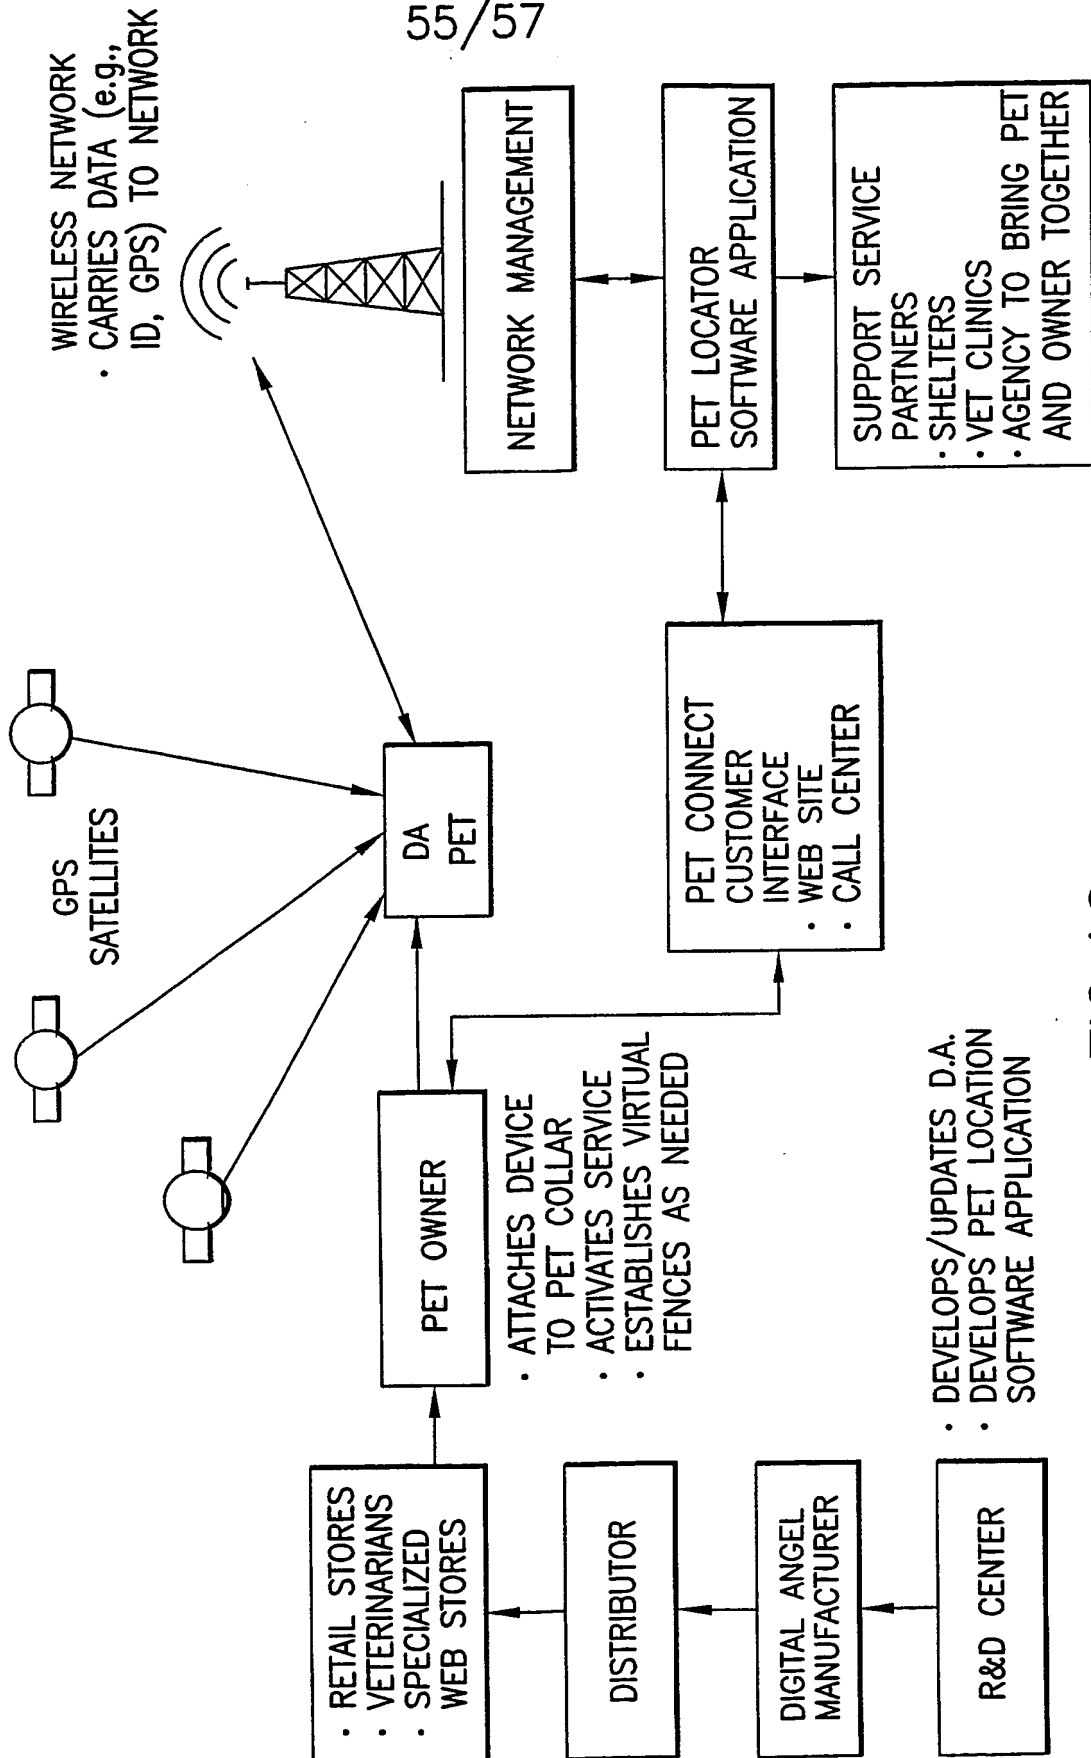 55/57
WIRELESS NETWORK
· CARRIES DATA (e.g.,
ID, GPS) TO NETWORK
GPS
SATELLITES
DA
PET
NETWORK MANAGEMENT
PET LOCATOR
SOFTWARE APPLICATION
SUPPORT SERVICE
PARTNERS
· SHELTERS
· VET CLINICS
· AGENCY TO BRING PET
AND OWNER TOGETHER
PET CONNECT
CUSTOMER
INTERFACE
· WEB SITE
· CALL CENTER
PET OWNER
· ATTACHES DEVICE
TO PET COLLAR
· ACTIVATES SERVICE
· ESTABLISHES VIRTUAL
FENCES AS NEEDED
· RETAIL STORES
· VETERINARIANS
· SPECIALIZED
WEB STORES
DISTRIBUTOR
DIGITAL ANGEL
MANUFACTURER
R&D CENTER
· DEVELOPS/UPDATES D.A.
· DEVELOPS PET LOCATION
SOFTWARE APPLICATION